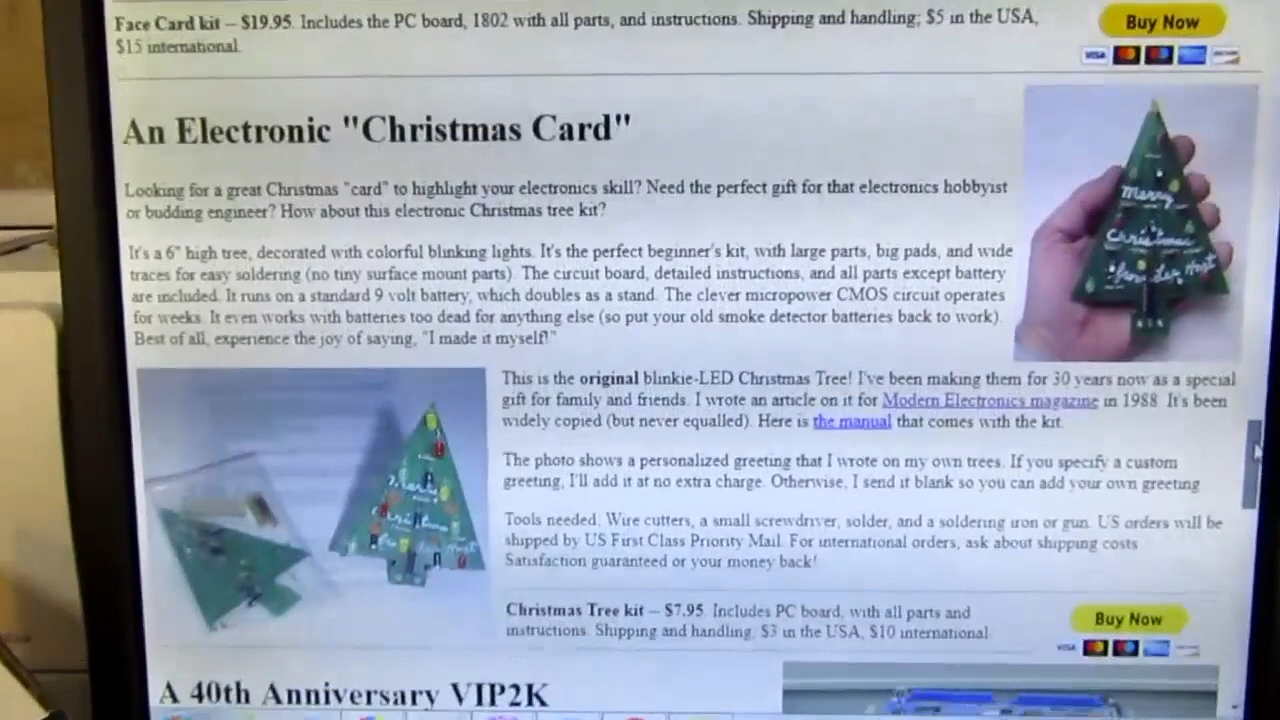 Face Card kit – $19.95. Includes the PC board, 1802 with all parts, and instructions. Shipping and handling; $5 in the USA,
$15 international.
Buy Now
VISA
An Electronic "Christmas Card"
Looking for a great Christmas "card" to highlight your electronics skill? Need the perfect gift for that electronics hobbyist
or budding engineer? How about this electronic Christmas tree kit?
It's a 6" high tree, decorated with colorful blinking lights. It's the perfect beginner's kit, with large parts, big pads, and wide
traces for easy soldering (no tiny surface mount parts). The circuit board, detailed instructions, and all parts except battery
are included. It runs on a standard 9 volt battery, which doubles as a stand. The clever micropower CMOS circuit operates
for weeks. It even works with batteries too dead for anything else (so put your old smoke detector batteries back to work).
Best of all, experience the joy of saying, "I made it myself!"
Merry
Christmas
This is the original blinkie-LED Christmas Tree! I've been making them for 30 years now as a special
gift for family and friends. I wrote an article on it for Modern Electronics magazine in 1988. It's been
widely copied (but never equalled). Here is the manual that comes with the kit.
The photo shows a personalized greeting that I wrote on my own trees. If you specify a custom
greeting, I'll add it at no extra charge. Otherwise, I send it blank so you can add your own greeting
Tools needed: Wire cutters, a small screwdriver, solder, and a soldering iron or gun. US orders will be
shipped by US First Class Priority Mail. For international orders, ask about shipping costs
Satisfaction guaranteed or your money back!
Merry
Christmas
Christmas Tree kit – $7.95. Includes PC board, with all parts and
instructions. Shipping and handling; $3 in the USA, $10 international
Buy Now
VISA
A 40th Anniversary VIP2K